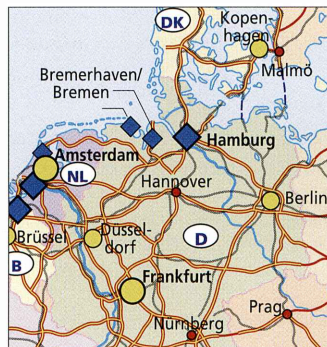 DK
Kopen-
hagen
Malmö
Bremerhaven/
Bremen
Hamburg
Amsterdam
NL
Hannover
Berlin
Brüssel
Düssel-
dorf
D
B
Frankfurt
Prag
Nürnberg